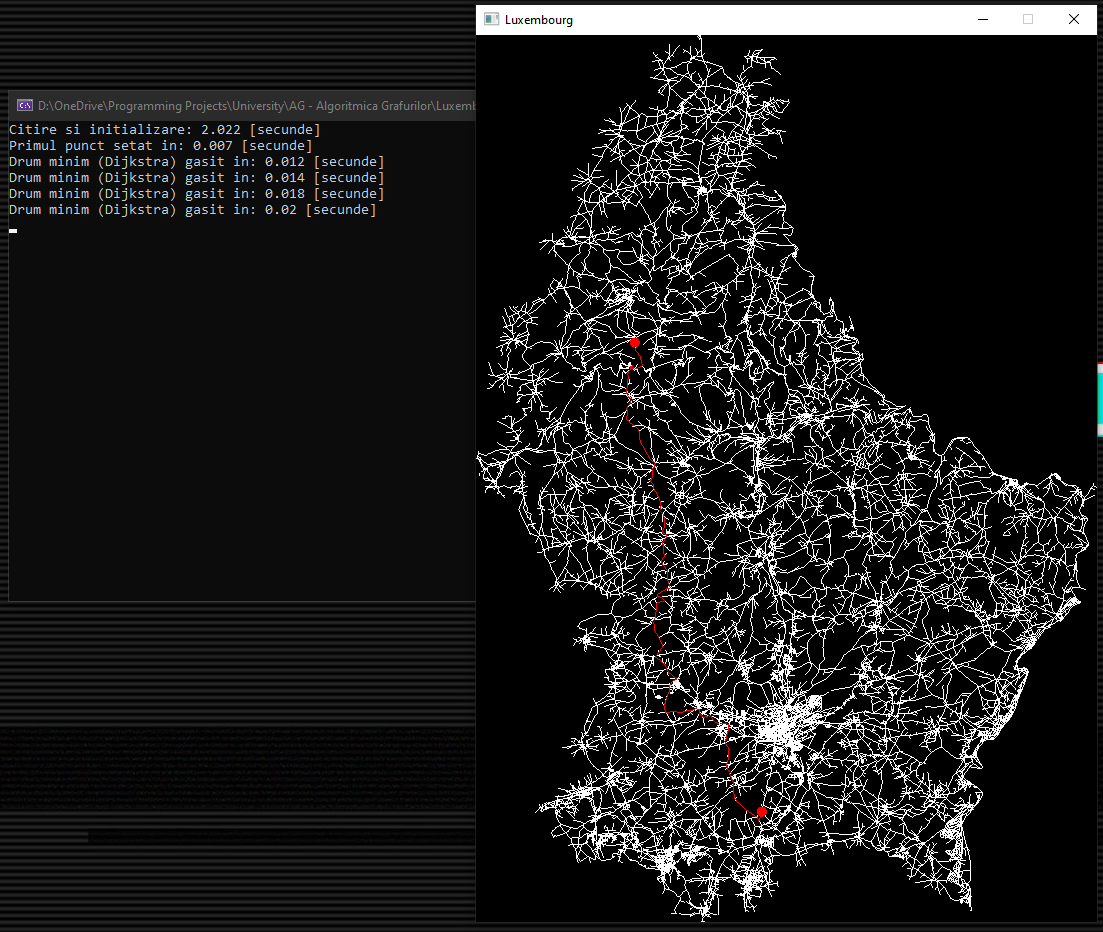 Luxembourg
D:\OneDrive\Programming Projects\University\AG - Algoritmica Grafurilor\Luxemb
Citire si initializare: 2.022 [secunde]
Primul punct setat in: 0.007 [secunde]
Drum minim (Dijkstra) gasit in: 0.012 [secunde]
Drum minim (Dijkstra) gasit in: 0.014 [secunde]
Drum minim (Dijkstra) gasit in: 0.018 [secunde]
Drum minim (Dijkstra) gasit in: 0.02 [secunde]